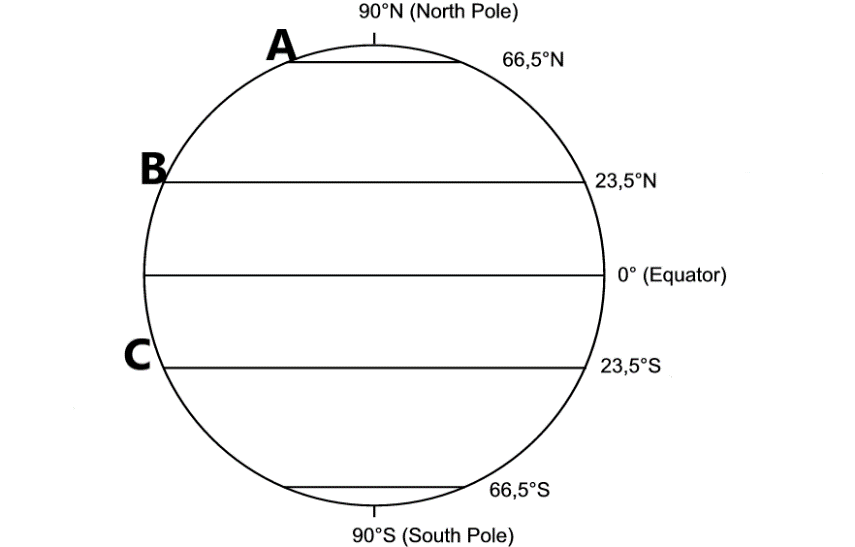 90°N (North Pole)
A
66,5°N
B
23,5°N
0° (Equator)
C
23,5°S
66,5°S
90°S (South Pole)